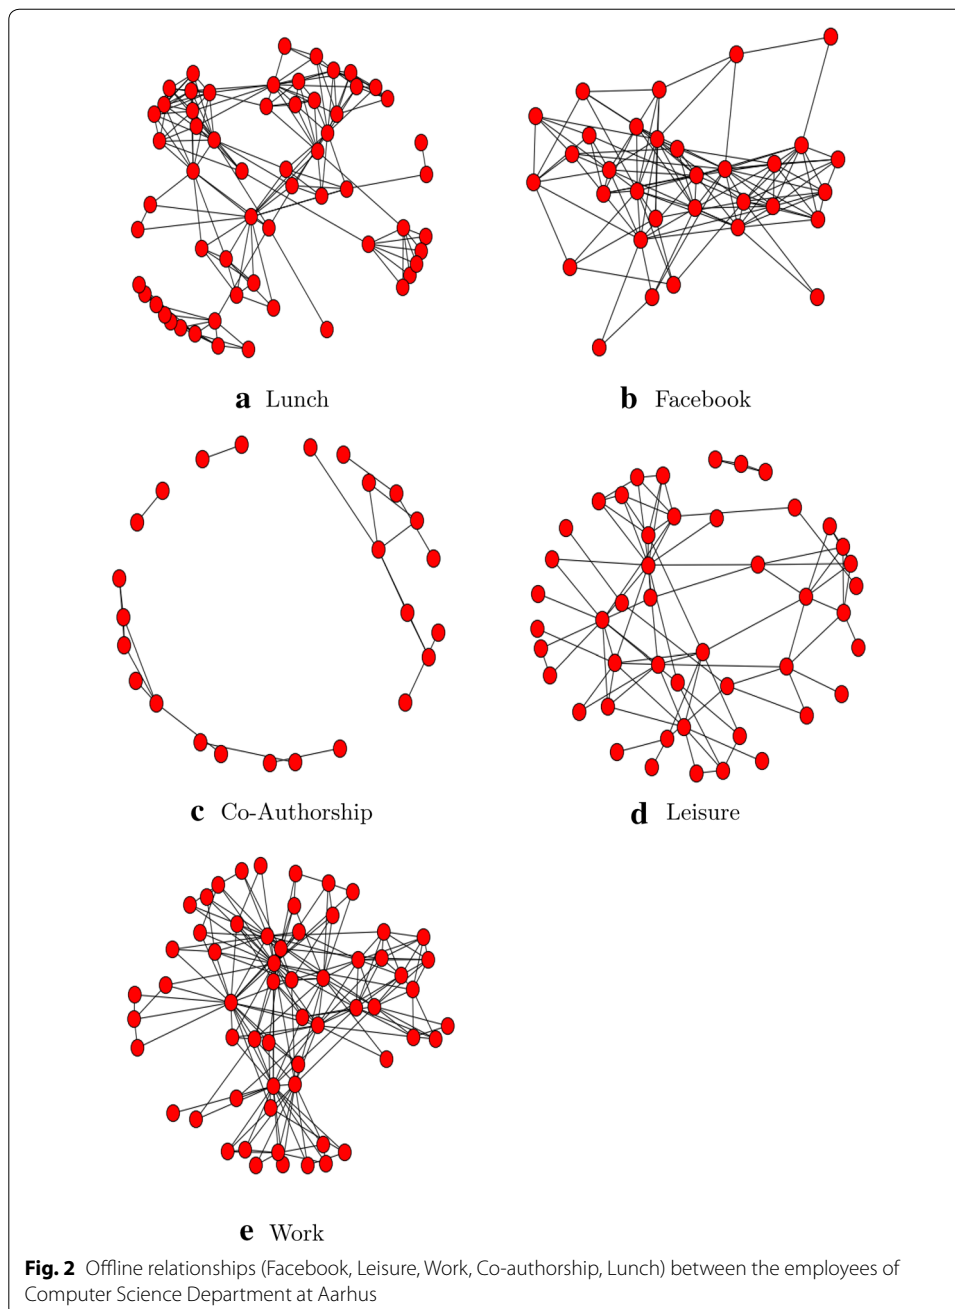 a Lunch
b Facebook
c Co-Authorship
d Leisure
e Work
Fig. 2 Offline relationships (Facebook, Leisure, Work, Co-authorship, Lunch) between the employees of
Computer Science Department at Aarhus